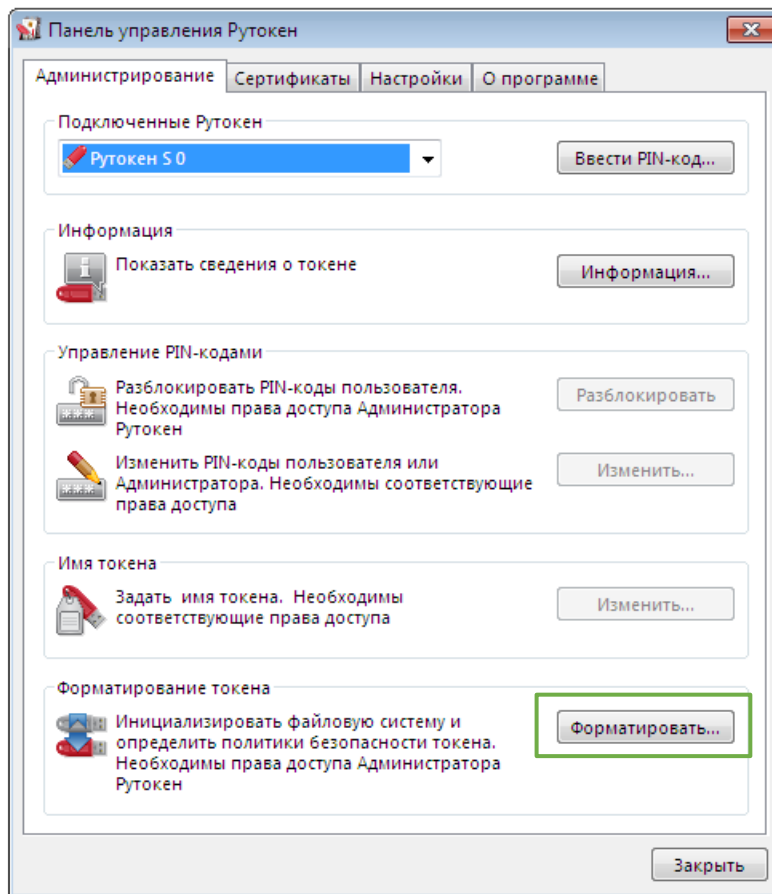 Панель управления Рутокен
Администрирование
Сертификаты
Настройки
О программе
Подключенные Рутокен
Рутокен S 0
Ввести PIN-код...
Информация
Показать сведения о токене
Информация...
Управление PIN-кодами
Разблокировать PIN-коды пользователя.
Необходимы права доступа Администратора
Рутокен
Разблокировать
Изменить PIN-коды пользователя или
Администратора. Необходимы соответствующие
права доступа
Изменить...
Имя токена
Задать имя токена. Необходимы
соответствующие права доступа
Изменить...
Форматирование токена
Инициализировать файловую систему и
определить политики безопасности токена.
Необходимы права доступа Администратора
Рутокен
Форматировать...
Закрыть